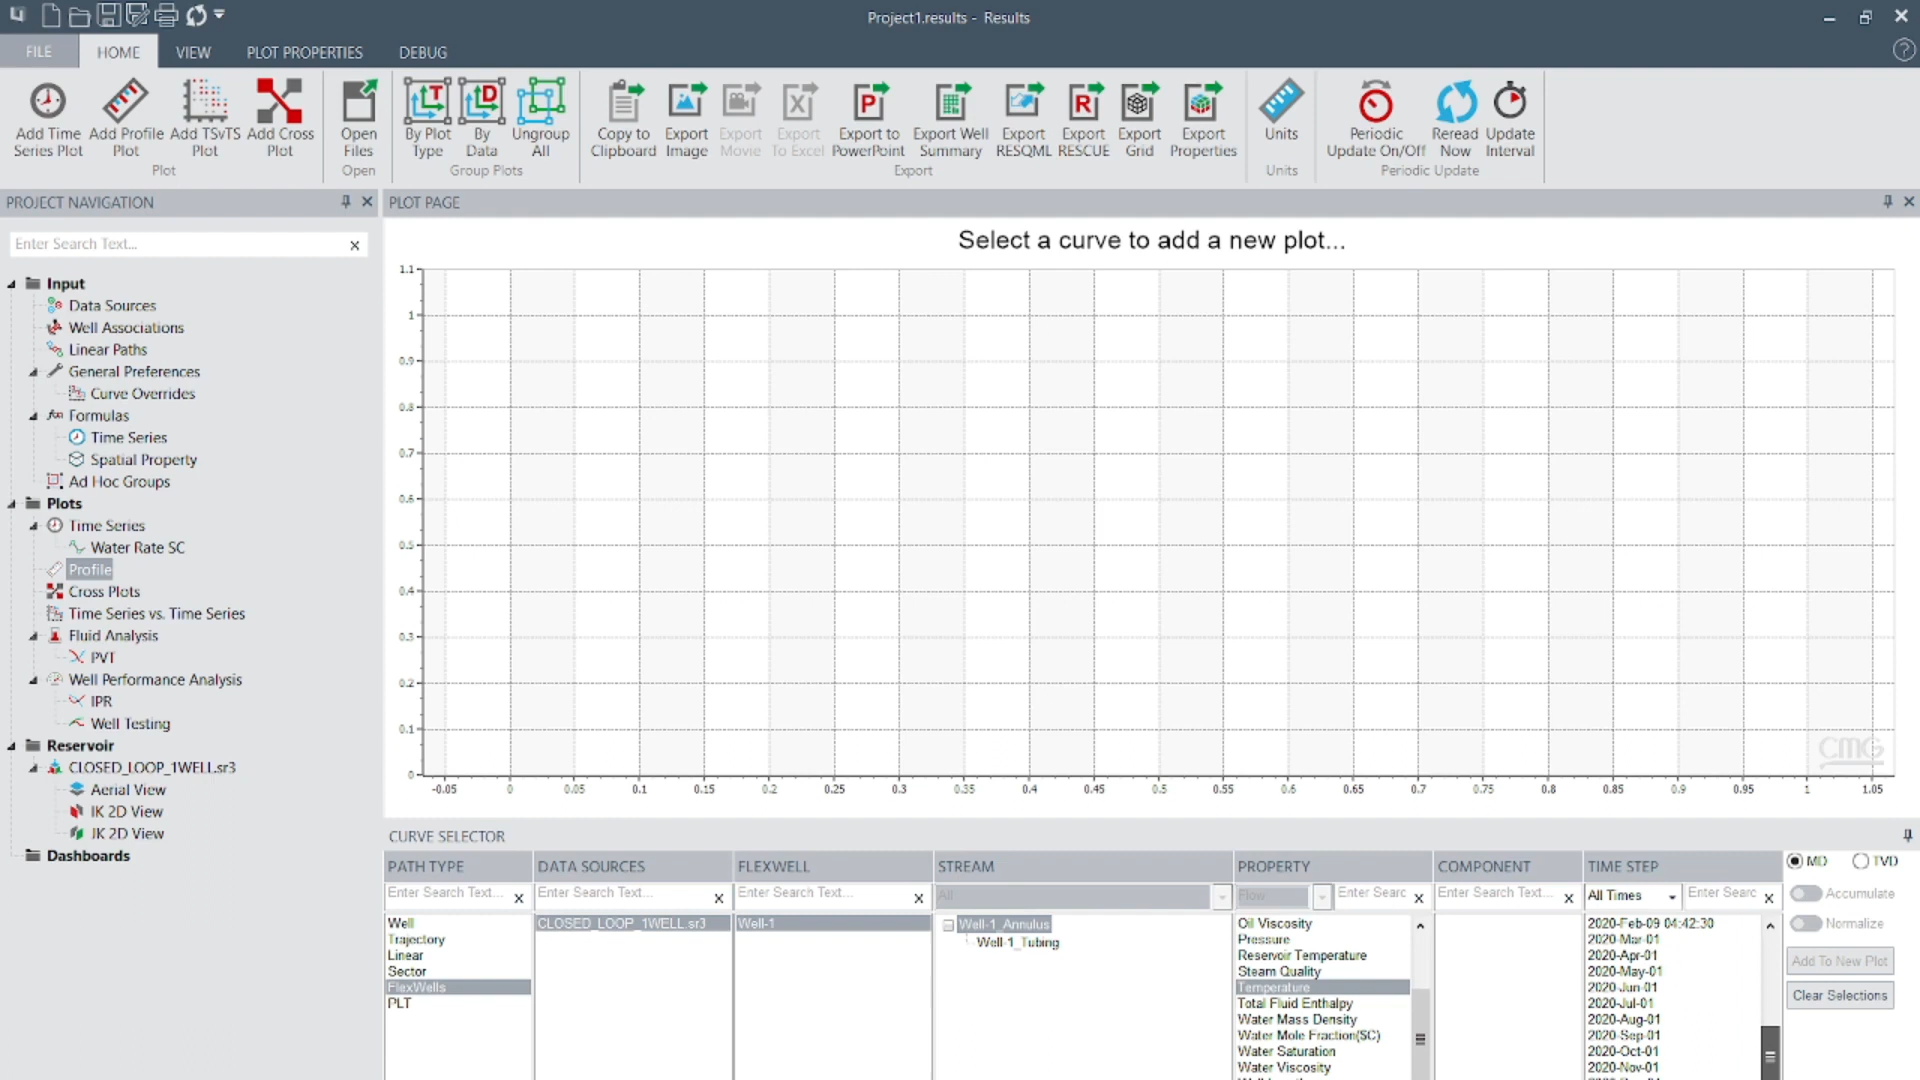 Project1.results - Results
FILE HOME VIEW PLOT PROPERTIES DEBUG
Add Time Series Plot
Add Profile Plot
Add TSvTS Plot
Add Cross Plot
Plot
Open Files
Open
By Plot Type
By Data
Ungroup All
Group Plots
Copy to Clipboard
Export Image
Export Movie
Export To Excel
Export to PowerPoint
Export Well Summary
Export RESQML
Export RESCUE
Export Grid
Export Properties
Export
Units
Units
Periodic Update On/Off
Reread Now
Update Interval
Periodic Update
PROJECT NAVIGATION
Enter Search Text...
Input
Data Sources
Well Associations
Linear Paths
General Preferences
Curve Overrides
Formulas
Time Series
Spatial Property
Ad Hoc Groups
Plots
Time Series
Water Rate SC
Profile
Cross Plots
Time Series vs. Time Series
Fluid Analysis
PVT
Well Performance Analysis
IPR
Well Testing
Reservoir
CLOSED_LOOP_1WELL.sr3
Aerial View
IK 2D View
JK 2D View
Dashboards
PLOT PAGE
Select a curve to add a new plot...
1.1
1
0.9
0.8
0.7
0.6
0.5
0.4
0.3
0.2
0.1
0
-0.05 0 0.05 0.1 0.15 0.2 0.25 0.3 0.35 0.4 0.45 0.5 0.55 0.6 0.65 0.7 0.75 0.8 0.85 0.9 0.95 1 1.05
CMG
CURVE SELECTOR
PATH TYPE
Enter Search Text...
Well
Trajectory
Linear
Sector
FlexWells
PLT
DATA SOURCES
Enter Search Text...
CLOSED_LOOP_1WELL.sr3
FLEXWELL
Enter Search Text...
Well-1
STREAM
All
Well-1_Annulus
Well-1_Tubing
PROPERTY
Flow
Enter Searc
Oil Viscosity
Pressure
Reservoir Temperature
Steam Quality
Temperature
Total Fluid Enthalpy
Water Mass Density
Water Mole Fraction(SC)
Water Saturation
Water Viscosity
COMPONENT
Enter Search Text...
TIME STEP
All Times
Enter Searc
2020-Feb-09 04:42:30
2020-Mar-01
2020-Apr-01
2020-May-01
2020-Jun-01
2020-Jul-01
2020-Aug-01
2020-Sep-01
2020-Oct-01
2020-Nov-01
MD TVD
Accumulate
Normalize
Add To New Plot
Clear Selections